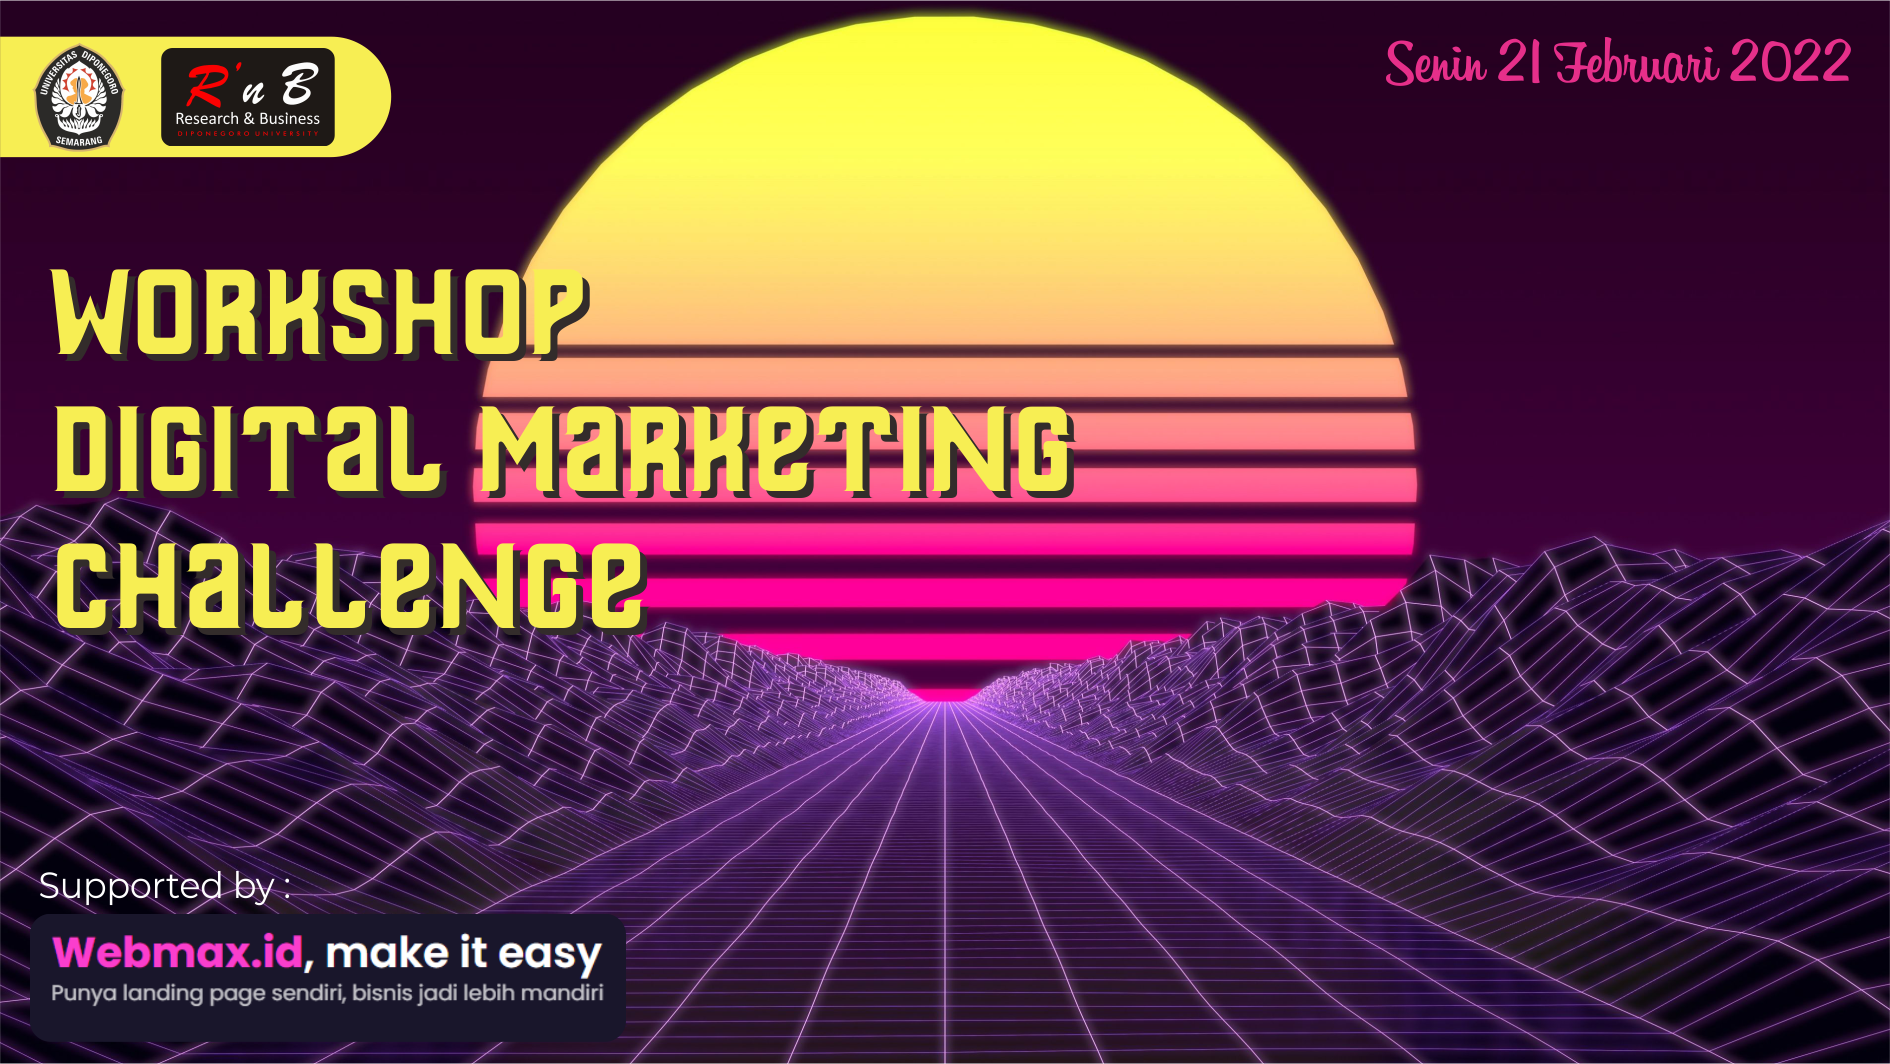 UNIVERSITAS DIPONEGORO
SEMARANG
R'n B
Research & Business
DIPONEGORO UNIVERSITY
Senin 21 Februari 2022
WORKSHOP
DIGITaL MaRKeTING
CHaLLeNGe
Supported by :
Webmax.id, make it easy
Punya landing page sendiri, bisnis jadi lebih mandiri